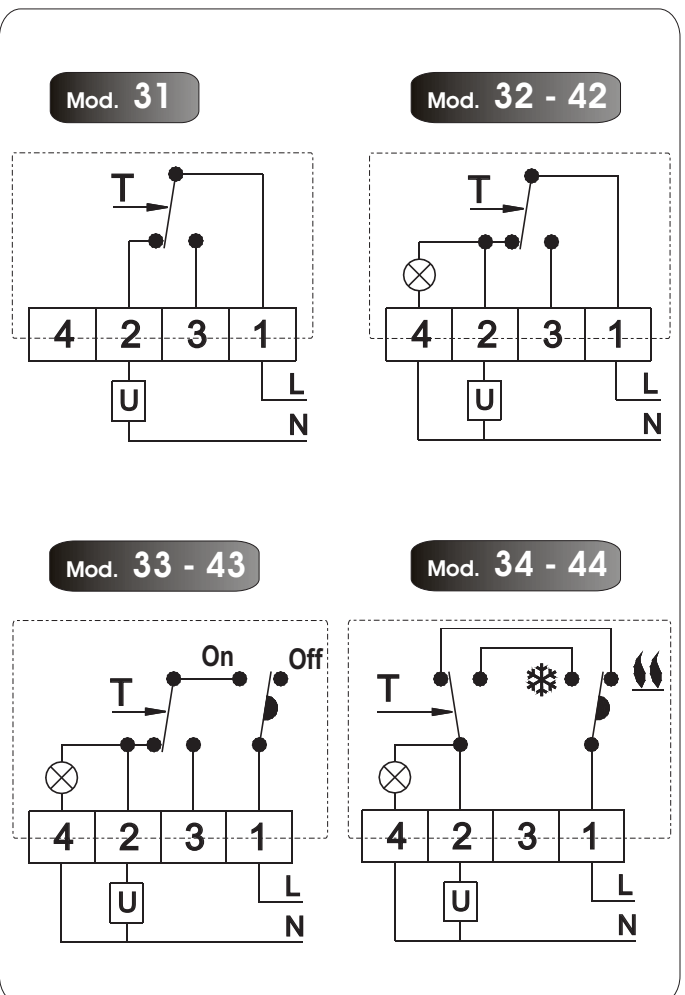 Mod. 31
T
4 2 3 1
U
L
N
Mod. 32 - 42
T
4 2 3 1
U
L
N
Mod. 33 - 43
On
Off
T
4 2 3 1
U
L
N
Mod. 34 - 44
T
4 2 3 1
U
L
N